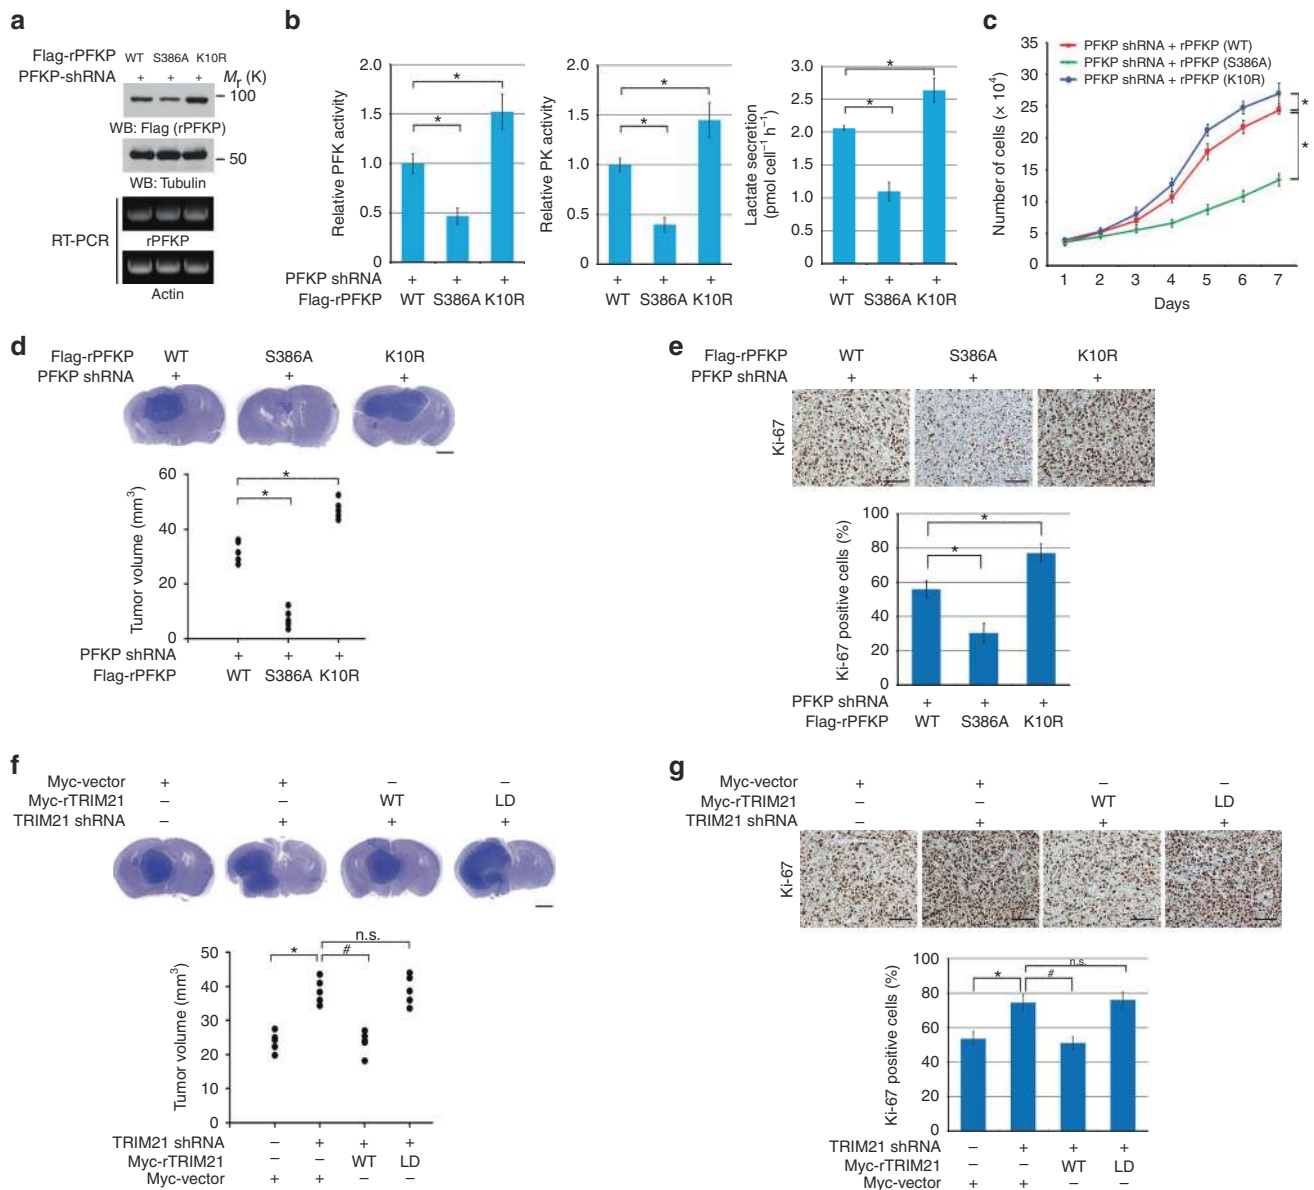 a
Flag-rPFKP WT S386A K10R
PFKP-shRNA + + + Mr (K)
100
WB: Flag (rPFKP)
50
WB: Tubulin
RT-PCR
rPFKP
Actin
b
Relative PFK activity
2.0
1.5
1.0
0.5
0
* *
PFKP shRNA + + +
Flag-rPFKP WT S386A K10R
Relative PK activity
2.0
1.5
1.0
0.5
0
* *
+ + +
WT S386A K10R
Lactate secretion
(pmol cell⁻¹ h⁻¹)
3.0
2.5
2.0
1.5
1.0
0.5
0
* *
+ + +
WT S386A K10R
c
Number of cells (× 10⁴)
35
30
25
20
15
10
5
0
PFKP shRNA + rPFKP (WT)
PFKP shRNA + rPFKP (S386A)
PFKP shRNA + rPFKP (K10R)
*
*
1 2 3 4 5 6 7
Days
d
Flag-rPFKP WT S386A K10R
PFKP shRNA + + +
Tumor volume (mm³)
60
40
20
0
*
*
PFKP shRNA + + +
Flag-rPFKP WT S386A K10R
e
Flag-rPFKP WT S386A K10R
PFKP shRNA + + +
Ki-67
Ki-67 positive cells (%)
100
80
60
40
20
0
*
*
PFKP shRNA + + +
Flag-rPFKP WT S386A K10R
f
Myc-vector + + − −
Myc-rTRIM21 − − WT LD
TRIM21 shRNA − + + +
Tumor volume (mm³)
50
40
30
20
10
0
n.s.
* #
TRIM21 shRNA − + + +
Myc-rTRIM21 − − WT LD
Myc-vector + + − −
g
Myc-vector + + − −
Myc-rTRIM21 − − WT LD
TRIM21 shRNA − + + +
Ki-67
Ki-67 positive cells (%)
100
80
60
40
20
0
n.s.
* #
TRIM21 shRNA − + + +
Myc-rTRIM21 − − WT LD
Myc-vector + + − −